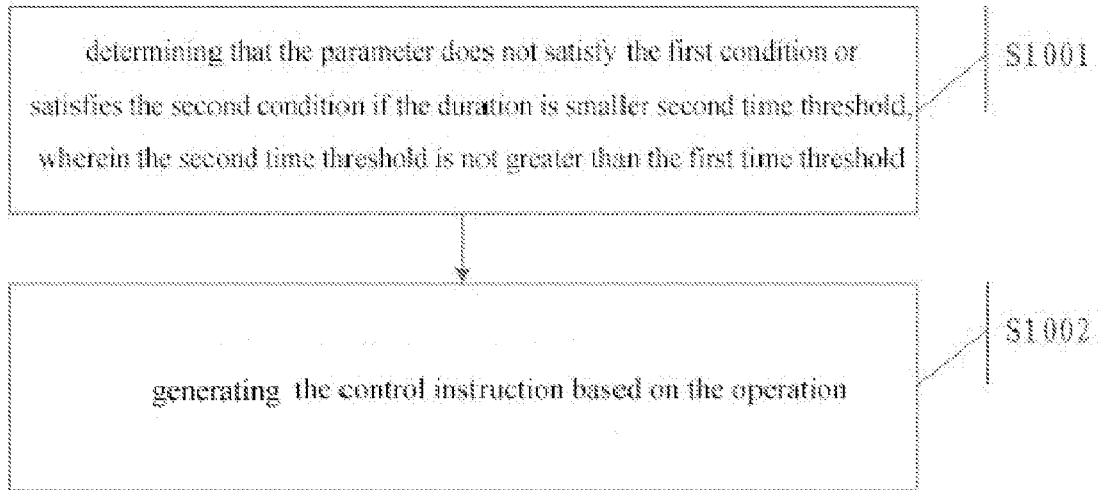 determining that the parameter does not satisfy the first condition or
satisfies the second condition if the duration is smaller second time threshold,
wherein the second time threshold is not greater than the first time threshold
S1001
generating the control instruction based on the operation
S1002